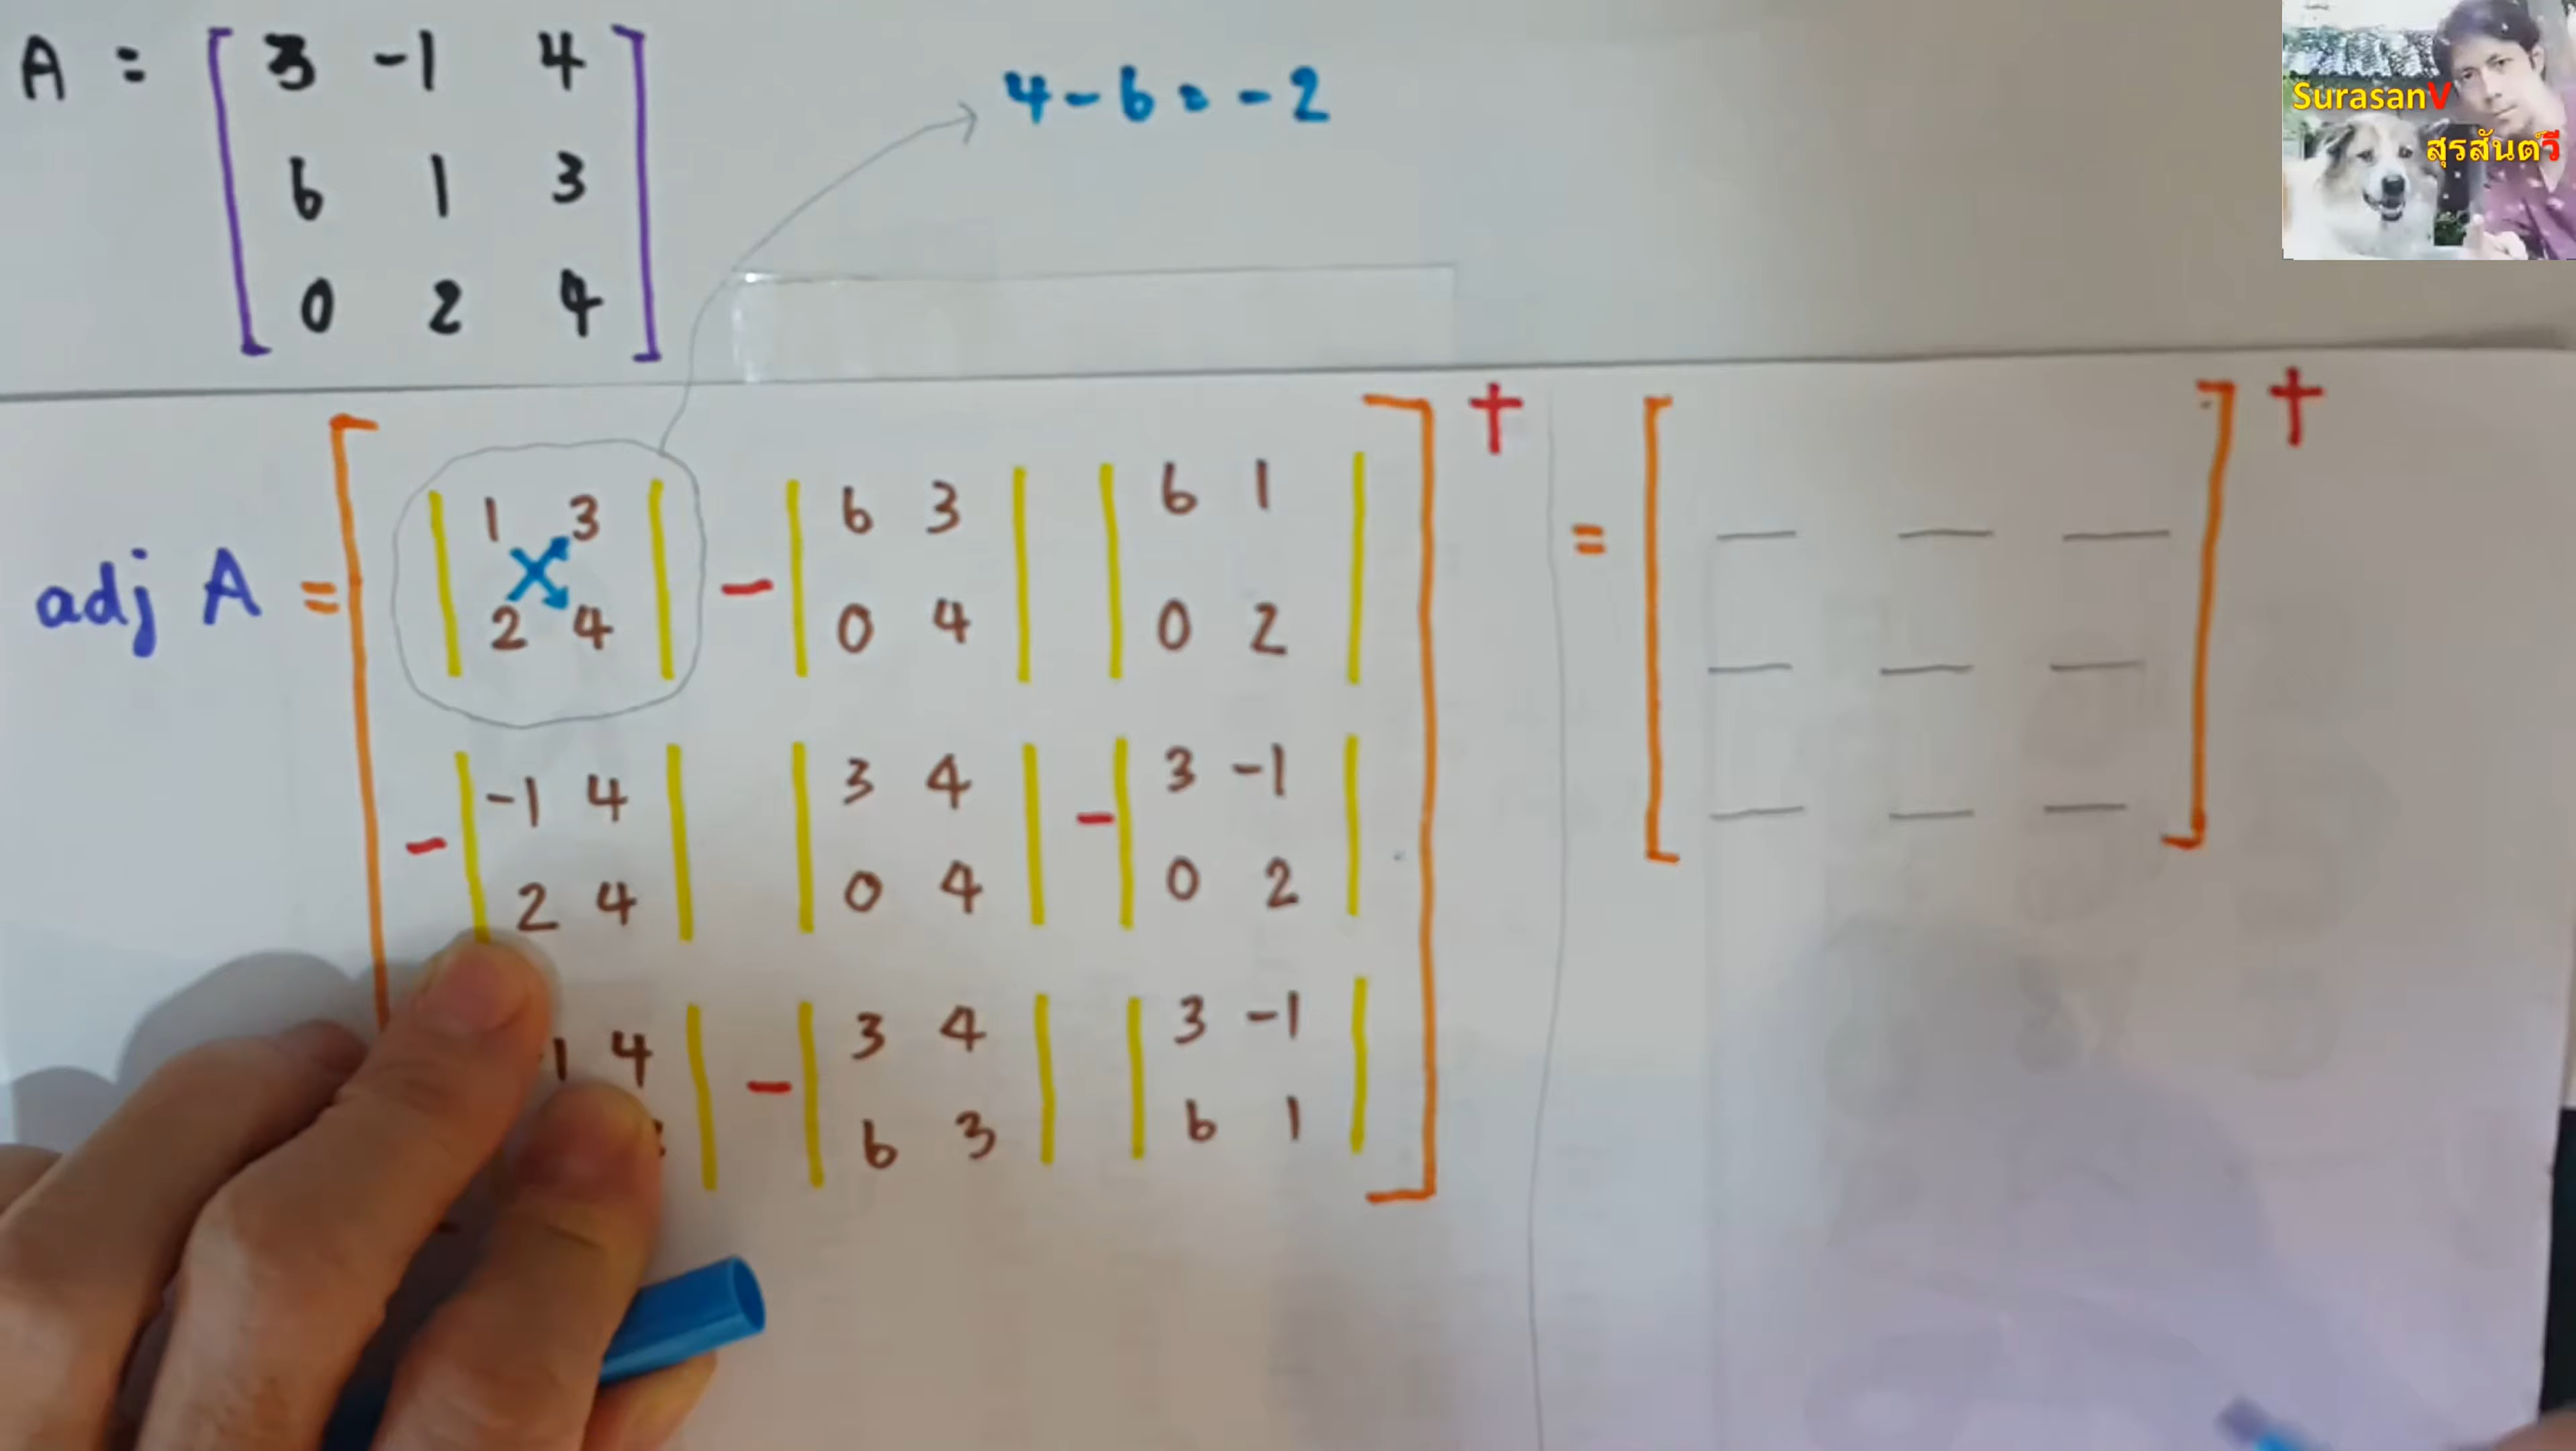 A = [ 3 -1 4
6 1 3
0 2 4 ]
4 - 6 = -2
SurasanV
สุรสันต์วี
adj A = [ | 1 3 | - | 6 3 | | 6 1 | ] t = [ _ _ _ ] t
| 2 4 | | 0 4 | | 0 2 |
- | -1 4 | | 3 4 | - | 3 -1 |
| 2 4 | | 0 4 | | 0 2 |
1 4 | - | 3 4 | | 3 -1 |
| | 6 3 | | 6 1 |